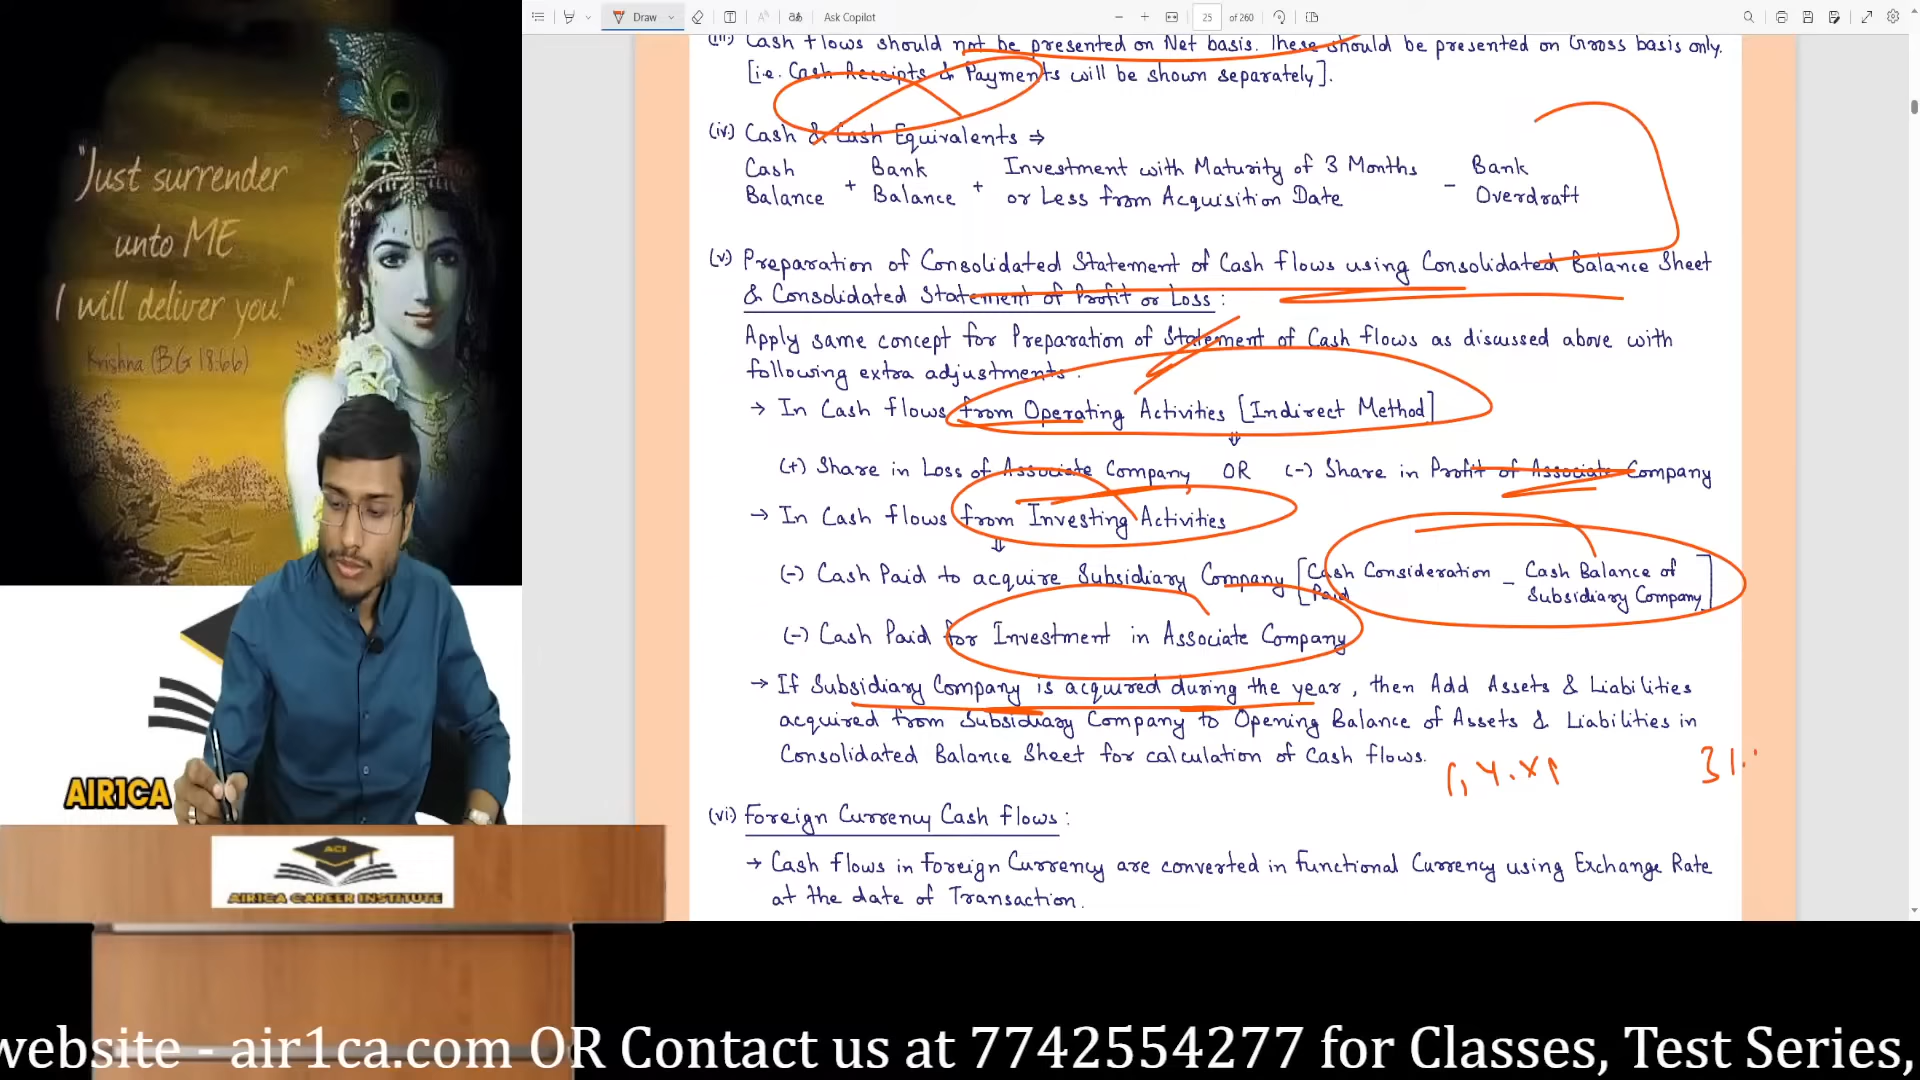 Draw
Ask Copilot
25 of 260
(iii) Cash flows should not be presented on Net basis. These should be presented on Gross basis only.
[i.e. Cash Receipts & Payments will be shown separately].
(iv) Cash & Cash Equivalents ⇒
Cash Balance + Bank Balance + Investment with Maturity of 3 Months or Less from Acquisition Date - Bank Overdraft
(v) Preparation of Consolidated Statement of Cash flows using Consolidated Balance Sheet
& Consolidated Statement of Profit or Loss :
Apply same concept for Preparation of Statement of Cash flows as discussed above with
following extra adjustments :
→ In Cash flows from Operating Activities [Indirect Method]
⇓
(+) Share in Loss of Associate Company OR (-) Share in Profit of Associate Company
→ In Cash flows from Investing Activities
⇓
(-) Cash Paid to acquire Subsidiary Company [Cash Consideration Paid - Cash Balance of Subsidiary Company]
(-) Cash Paid for Investment in Associate Company
→ If Subsidiary Company is acquired during the year, then Add Assets & Liabilities
acquired from Subsidiary Company to Opening Balance of Assets & Liabilities in
Consolidated Balance Sheet for calculation of Cash flows.
31.
(vi) Foreign Currency Cash flows :
→ Cash flows in Foreign Currency are converted in functional Currency using Exchange Rate
at the date of Transaction.
"Just surrender
unto ME
I will deliver you!"
Krishna (B.G 18:66)
AIR1CA
ACI
AIR1CA CAREER INSTITUTE
website - air1ca.com OR Contact us at 7742554277 for Classes, Test Series,